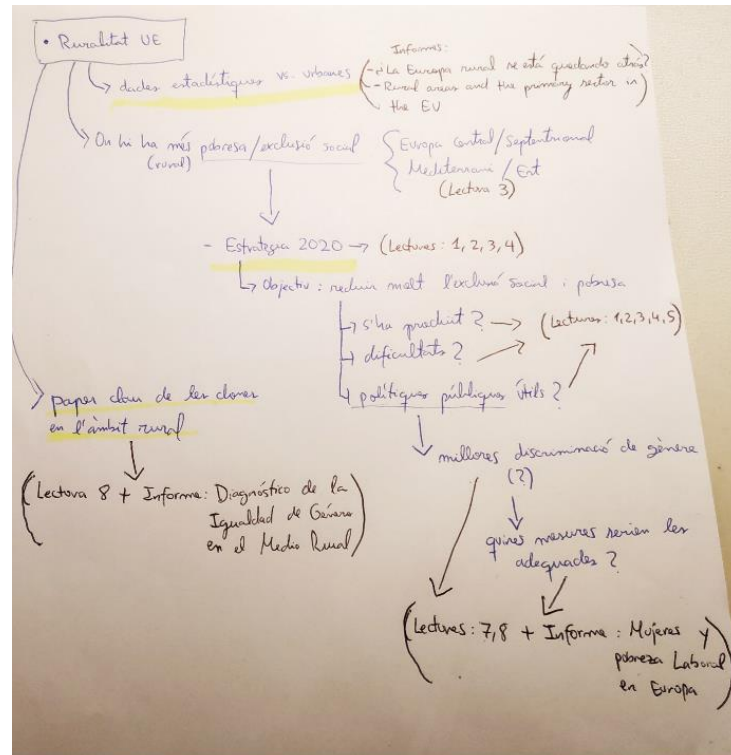 • Ruralitat UE
Informes:
↳ dades estadístiques vs. urbanes
- ¿La Europa rural se está quedando atrás?
- Rural areas and the primary sector in
the EU
↳ On hi ha més pobresa/exclusió social
(rural)
Europa central/septentrional
Mediterrani / Est
(Lectura 3)
- Estratègia 2020 → (Lectures: 1, 2, 3, 4)
↳ Objectiu: reduir molt l'exclusió social i pobresa
↳ s'ha produït? → (Lectures: 1,2,3,4,5)
↳ dificultats?
↳ polítiques públiques útils?
paper clau de les dones
en l'àmbit rural
millores discriminació de gènere
(?)
(Lectura 8 + Informe: Diagnóstico de la
Igualdad de Género
en el Medio Rural)
quines mesures serien les
adequades?
(Lectures: 7,8 + Informe: Mujeres y
pobreza Laboral
en Europa)